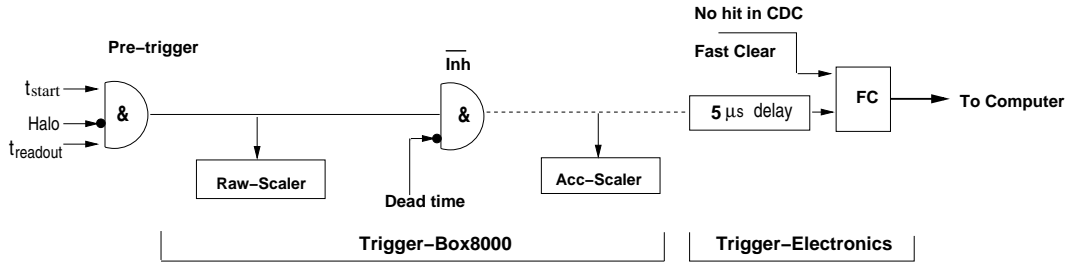 No hit in CDC
Pre−trigger
Inh
Fast Clear
tstart
&
&
FC
Halo
5 μs delay
To Computer
treadout
Raw−Scaler
Acc−Scaler
Dead time
Trigger−Box8000
Trigger−Electronics